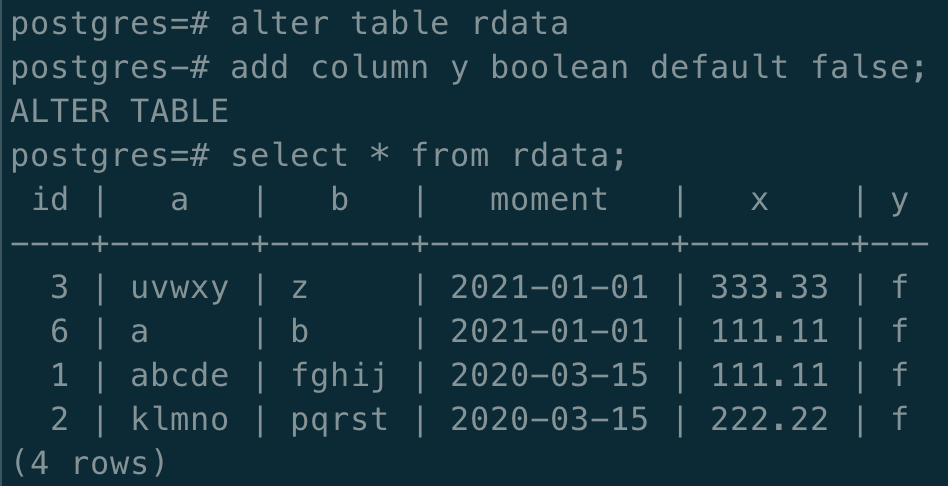 postgres=# alter table rdata
postgres-# add column y boolean default false;
ALTER TABLE
postgres=# select * from rdata;
 id |   a   |   b   |   moment   |   x    | y
----+-------+-------+------------+--------+---
  3 | uvwxy | z     | 2021-01-01 | 333.33 | f
  6 | a     | b     | 2021-01-01 | 111.11 | f
  1 | abcde | fghij | 2020-03-15 | 111.11 | f
  2 | klmno | pqrst | 2020-03-15 | 222.22 | f
(4 rows)